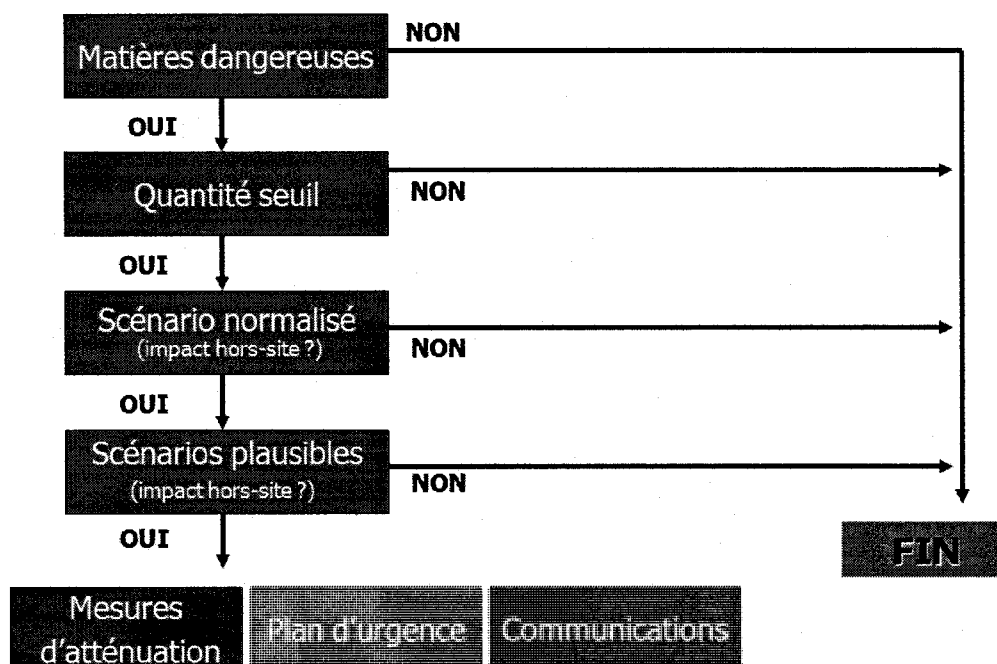 NON
Matières dangereuses
OUI
Quantité seuil
NON
OUI
Scénario normalisé
(impact hors-site ?)
NON
OUI
Scénarios plausibles
(impact hors-site ?)
NON
OUI
FIN
Mesures
d'atténuation
Plan d'urgence
Communications